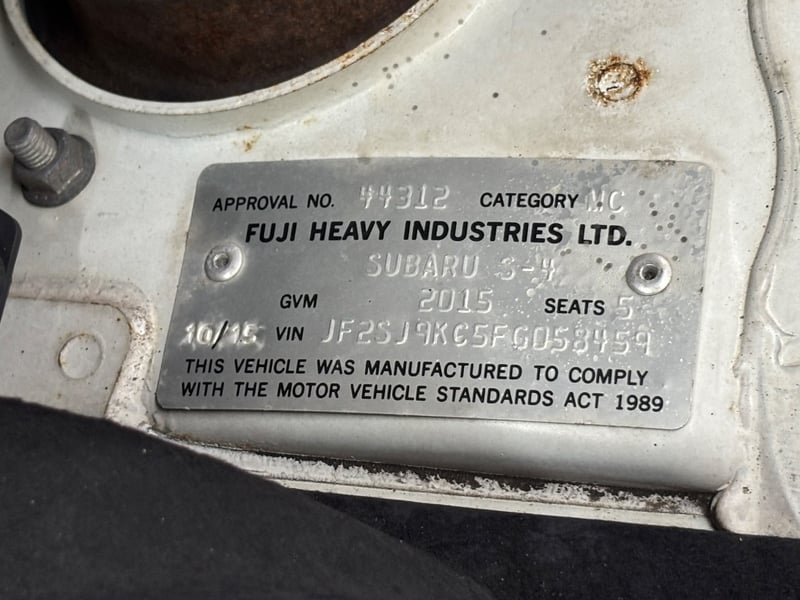 APPROVAL NO. 44312 CATEGORY MC
FUJI HEAVY INDUSTRIES LTD.
SUBARU S-4
GVM 2015 SEATS 5
10/15 VIN JF2SJ9KC5FG058459
THIS VEHICLE WAS MANUFACTURED TO COMPLY
WITH THE MOTOR VEHICLE STANDARDS ACT 1989